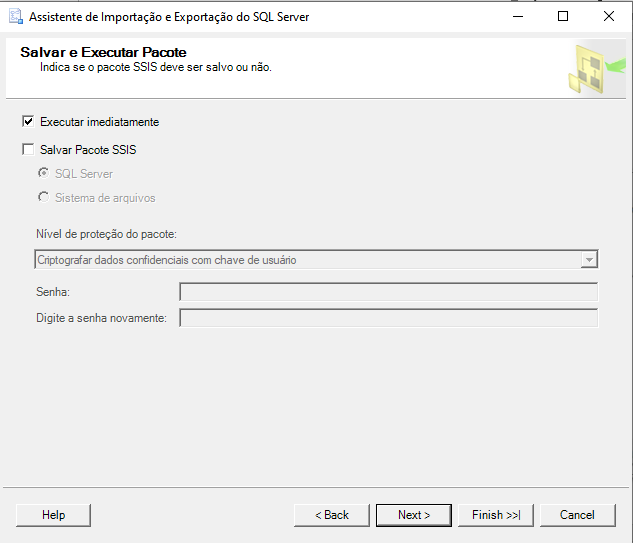 Assistente de Importação e Exportação do SQL Server
Salvar e Executar Pacote
Indica se o pacote SSIS deve ser salvo ou não.
Executar imediatamente
Salvar Pacote SSIS
SQL Server
Sistema de arquivos
Nível de proteção do pacote:
Criptografar dados confidenciais com chave de usuário
Senha:
Digite a senha novamente:
Help
< Back
Next >
Finish >>|
Cancel